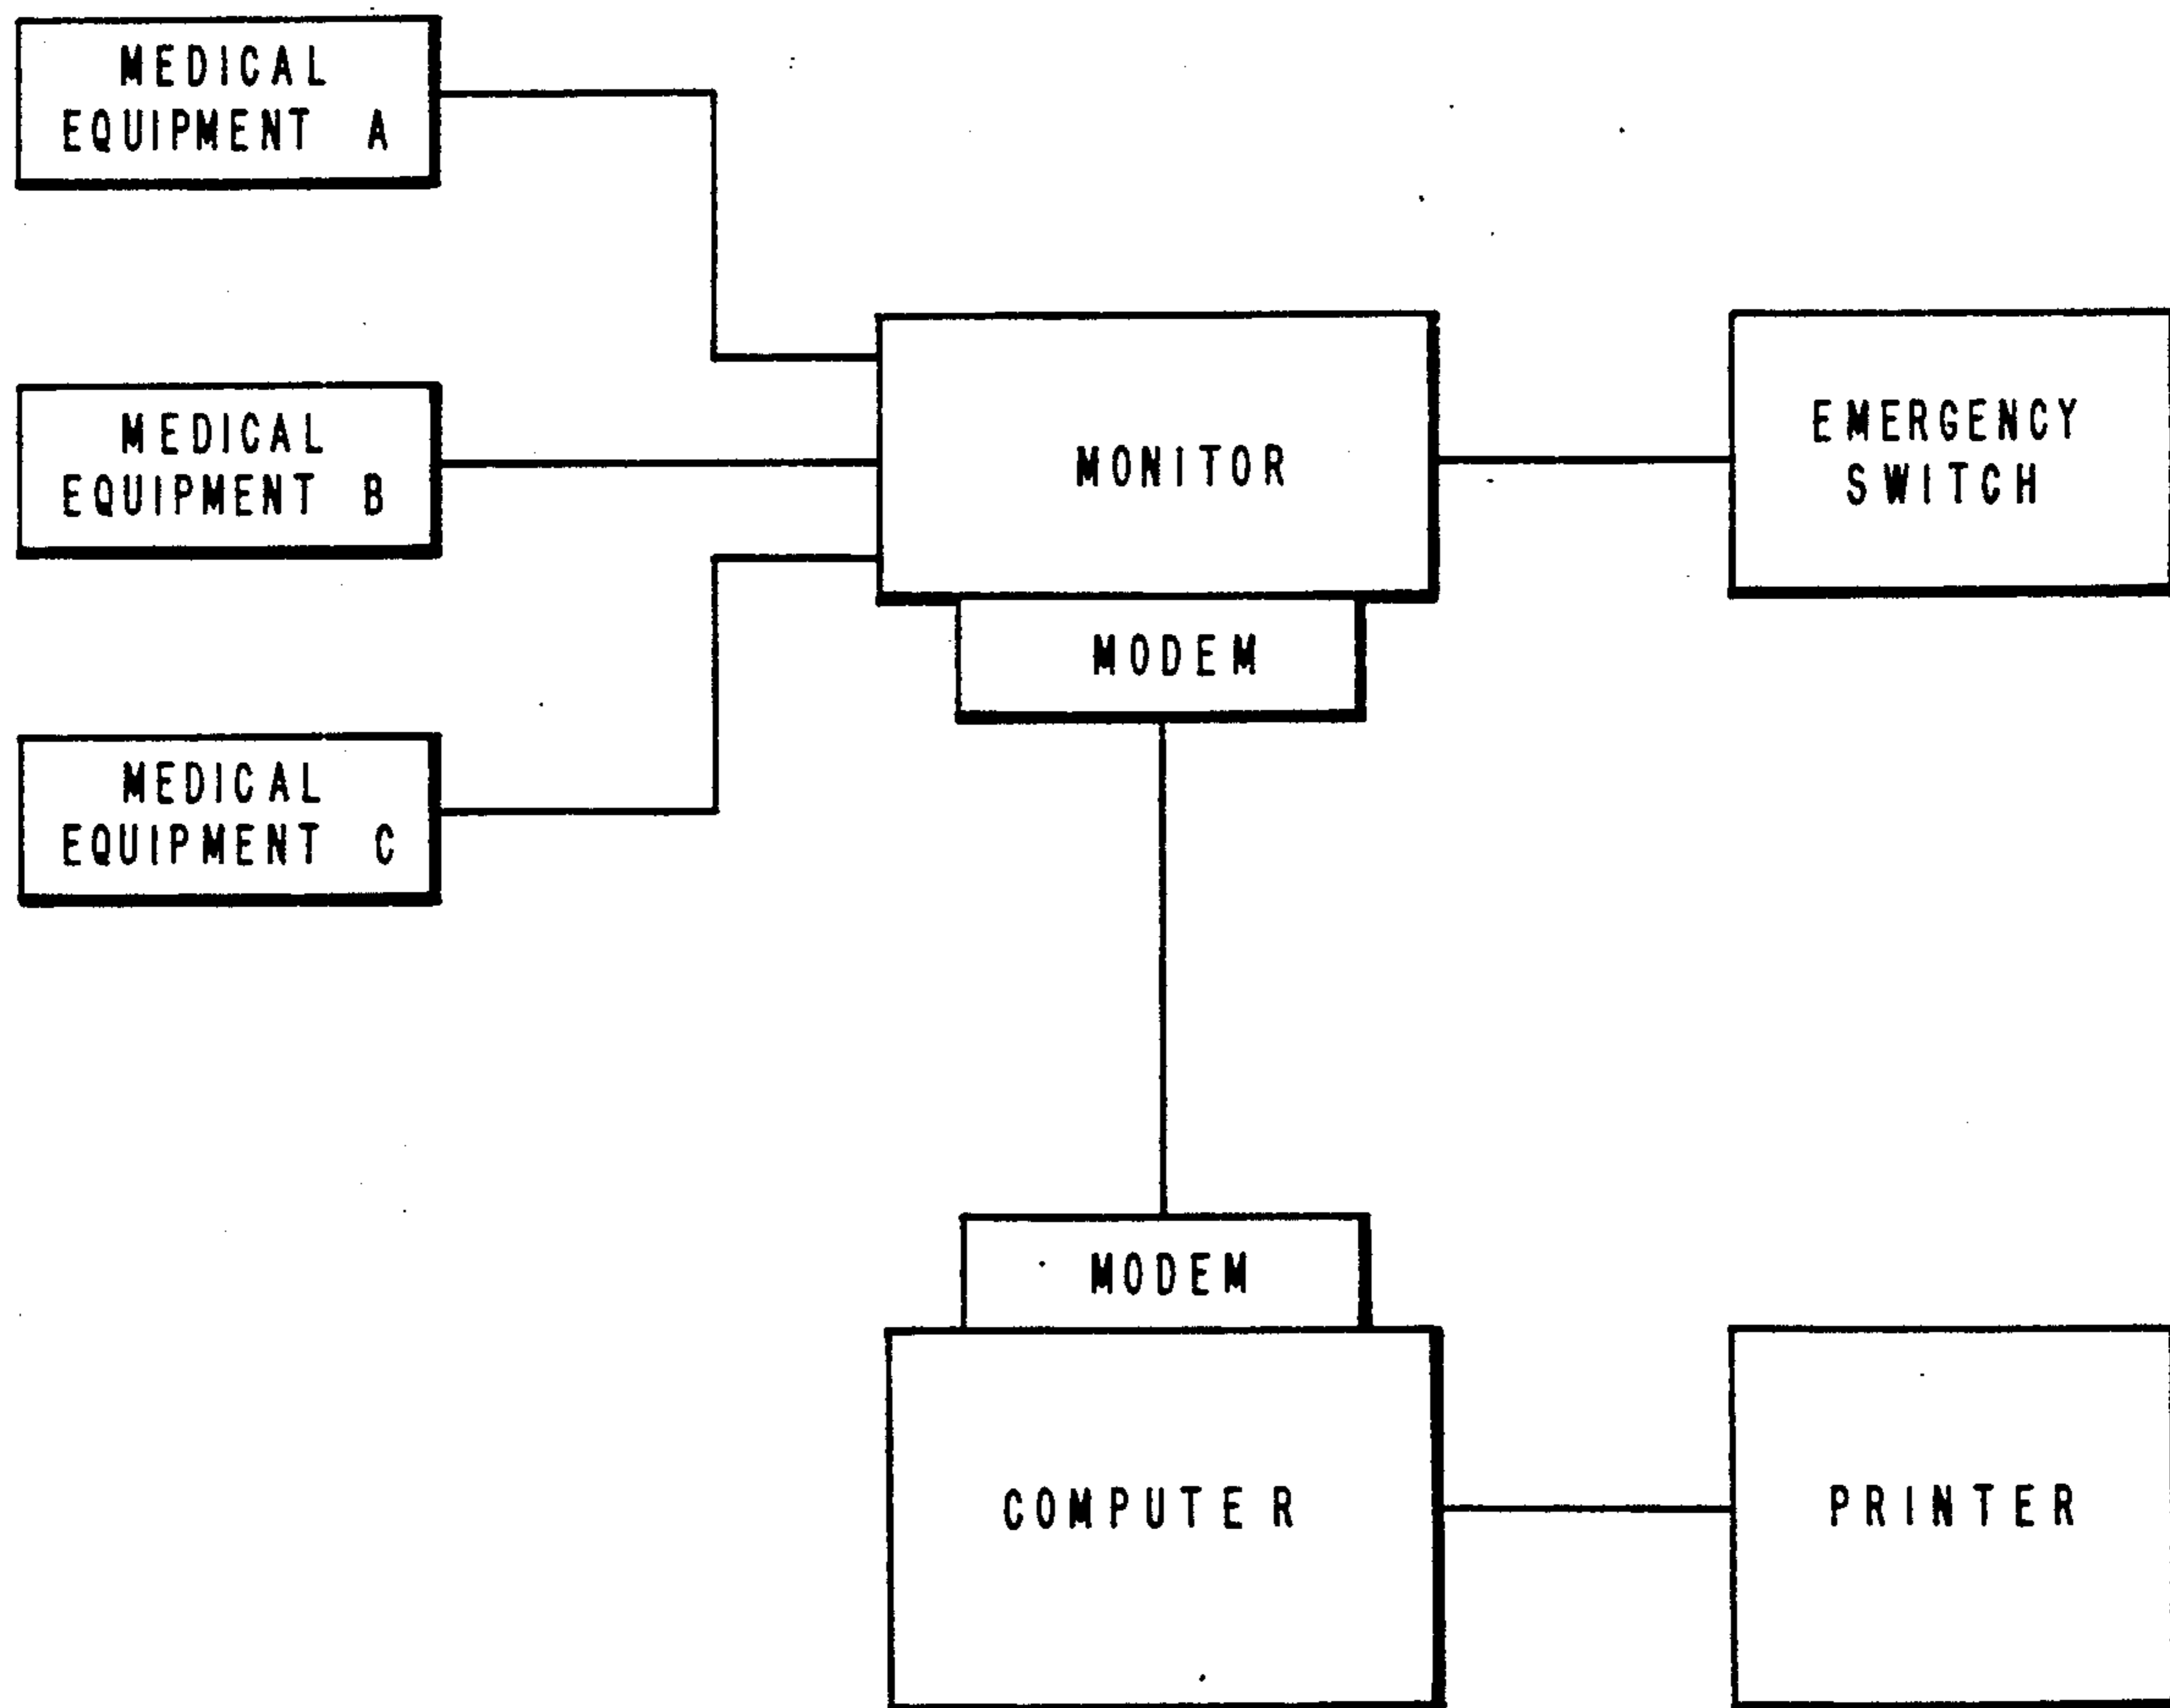 MEDICAL
EQUIPMENT A
MEDICAL
EQUIPMENT B
MONITOR
EMERGENCY
SWITCH
MODEM
MEDICAL
EQUIPMENT C
MODEM
COMPUTER
PRINTER